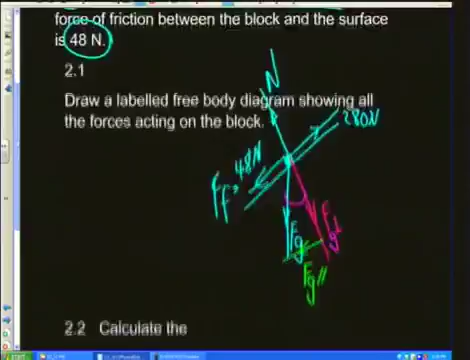 force of friction between the block and the surface
is 48 N.
2.1
Draw a labelled free body diagram showing all
the forces acting on the block.
N
280N
Ff = 48N
Fg
Fg⊥
Fg//
2.2 Calculate the